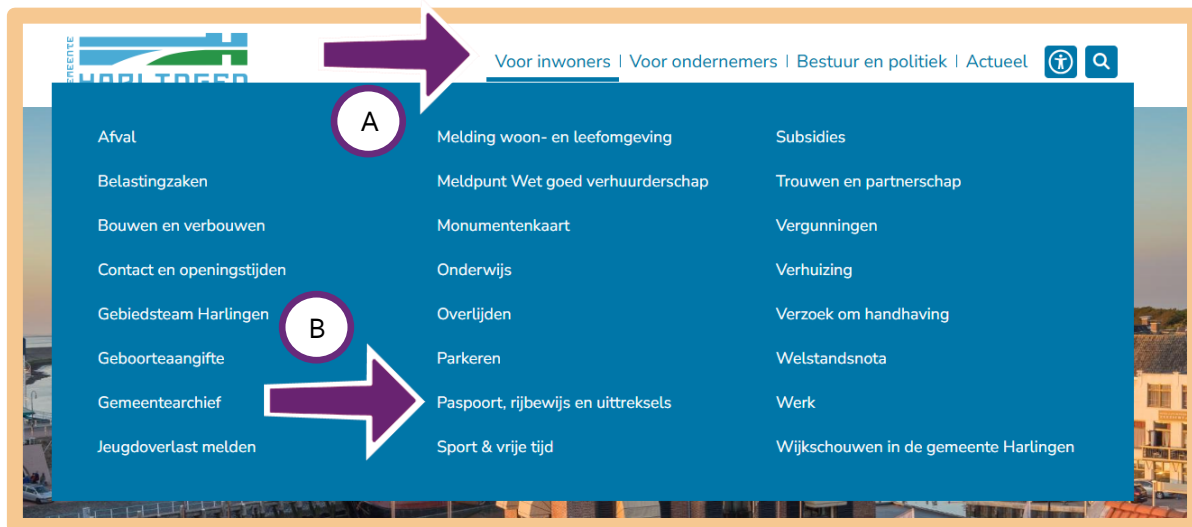 GEMEENTE
HARLINGEN
Voor inwoners | Voor ondernemers | Bestuur en politiek | Actueel
A
Afval
Belastingzaken
Bouwen en verbouwen
Contact en openingstijden
Gebiedsteam Harlingen
Geboorteaangifte
Gemeentearchief
Jeugdoverlast melden
B
Melding woon- en leefomgeving
Meldpunt Wet goed verhuurderschap
Monumentenkaart
Onderwijs
Overlijden
Parkeren
Paspoort, rijbewijs en uittreksels
Sport & vrije tijd
Subsidies
Trouwen en partnerschap
Vergunningen
Verhuizing
Verzoek om handhaving
Welstandsnota
Werk
Wijkschouwen in de gemeente Harlingen